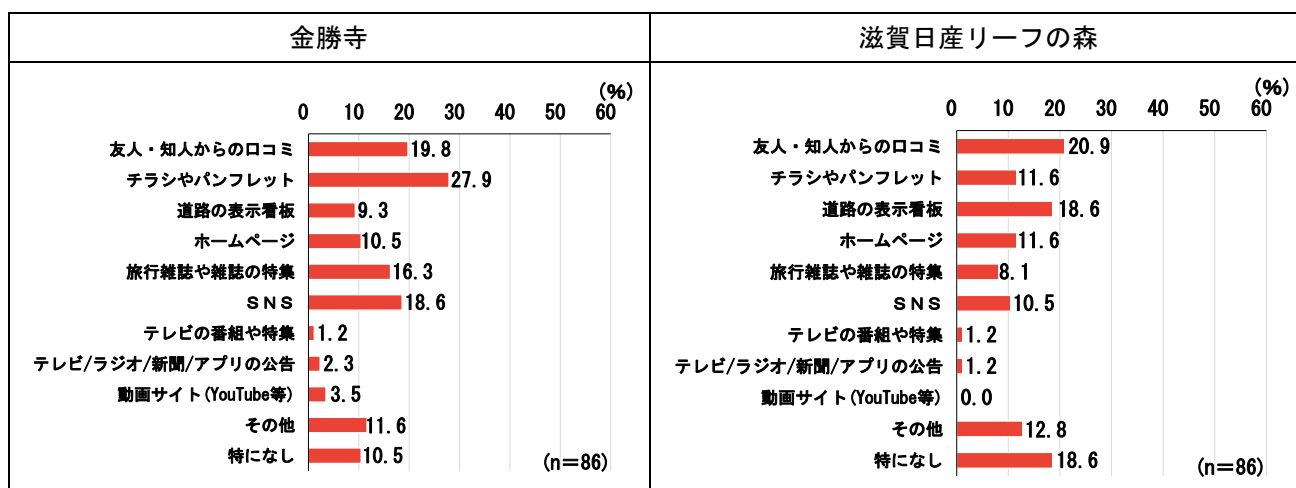 金勝寺
(%)
0 10 20 30 40 50 60
友人・知人からの口コミ 19.8
チラシやパンフレット 27.9
道路の表示看板 9.3
ホームページ 10.5
旅行雑誌や雑誌の特集 16.3
SNS 18.6
テレビの番組や特集 1.2
テレビ/ラジオ/新聞/アプリの公告 2.3
動画サイト(YouTube等) 3.5
その他 11.6
特になし 10.5
(n=86)
滋賀日産リーフの森
(%)
0 10 20 30 40 50 60
友人・知人からの口コミ 20.9
チラシやパンフレット 11.6
道路の表示看板 18.6
ホームページ 11.6
旅行雑誌や雑誌の特集 8.1
SNS 10.5
テレビの番組や特集 1.2
テレビ/ラジオ/新聞/アプリの公告 1.2
動画サイト(YouTube等) 0.0
その他 12.8
特になし 18.6
(n=86)